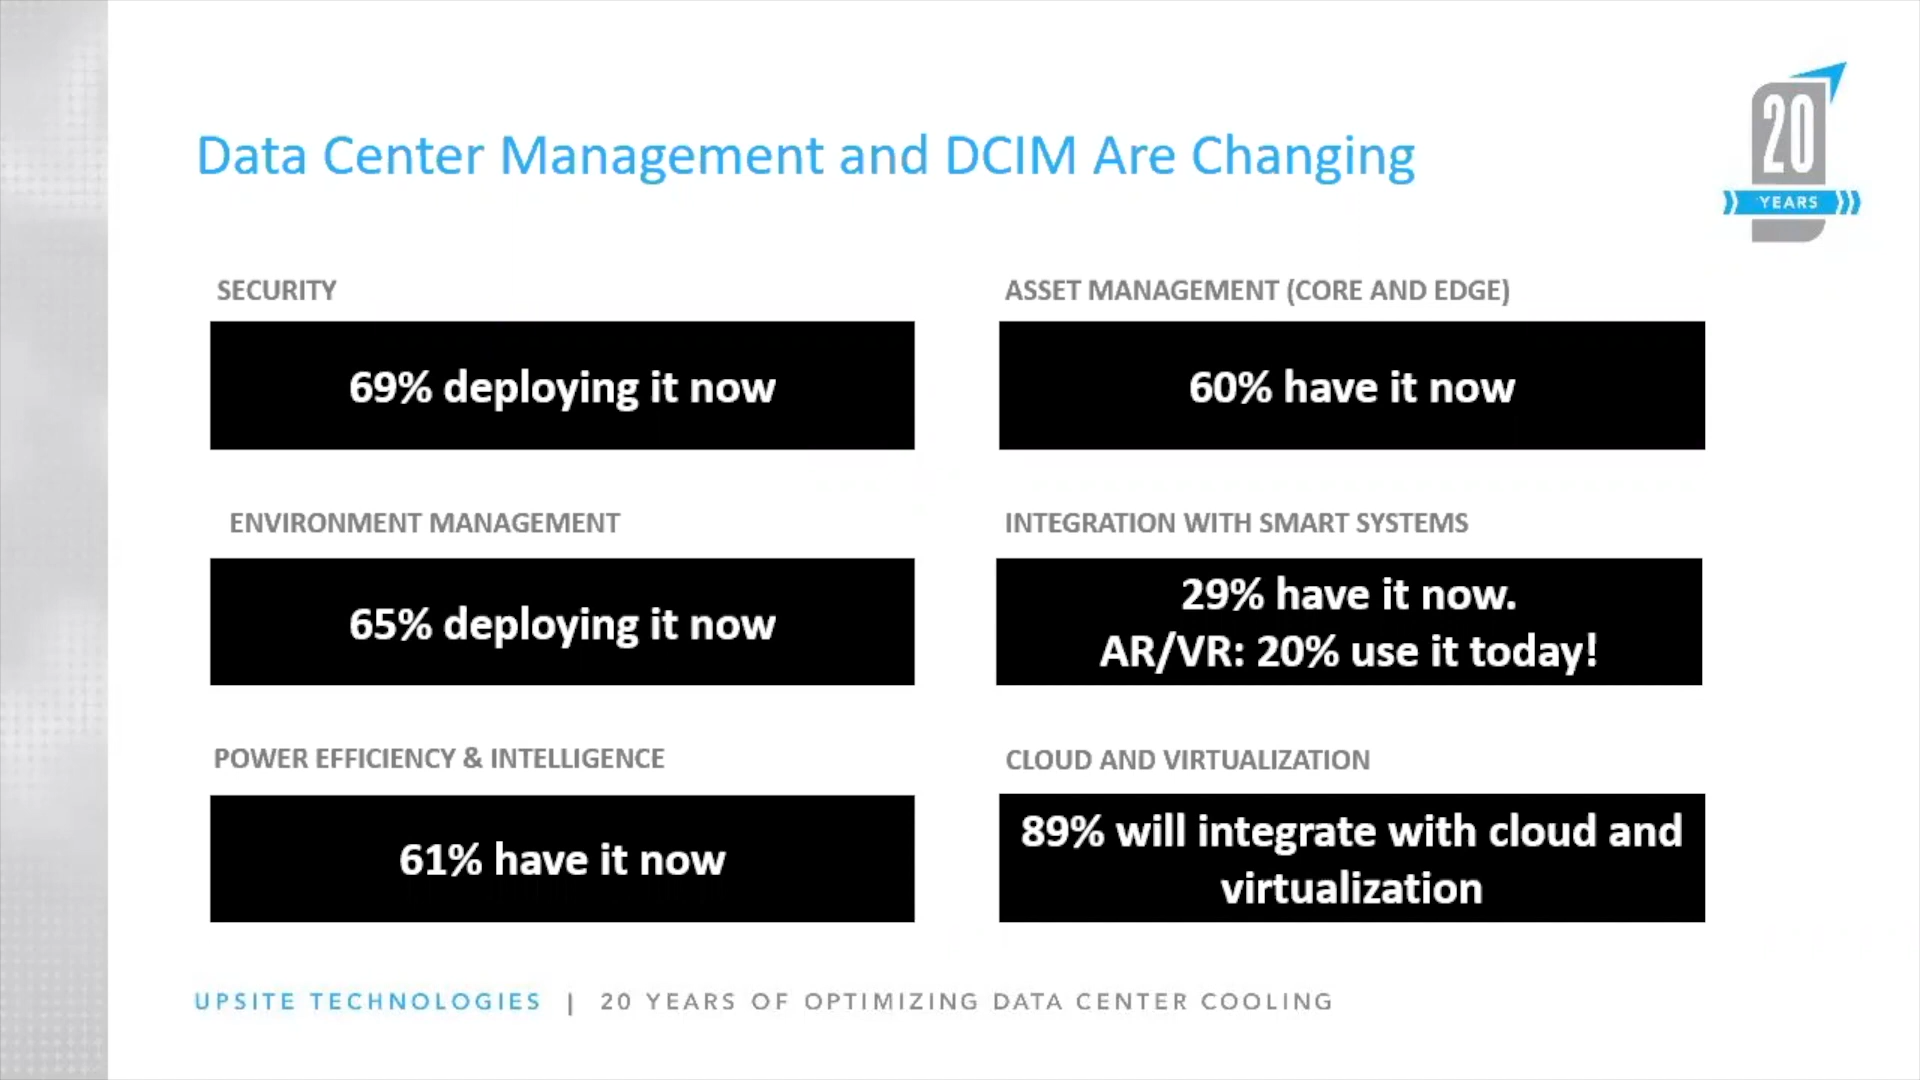 Data Center Management and DCIM Are Changing
20
YEARS
SECURITY
69% deploying it now
ASSET MANAGEMENT (CORE AND EDGE)
60% have it now
ENVIRONMENT MANAGEMENT
65% deploying it now
INTEGRATION WITH SMART SYSTEMS
29% have it now.
AR/VR: 20% use it today!
POWER EFFICIENCY & INTELLIGENCE
61% have it now
CLOUD AND VIRTUALIZATION
89% will integrate with cloud and
virtualization
UPSITE TECHNOLOGIES | 20 YEARS OF OPTIMIZING DATA CENTER COOLING